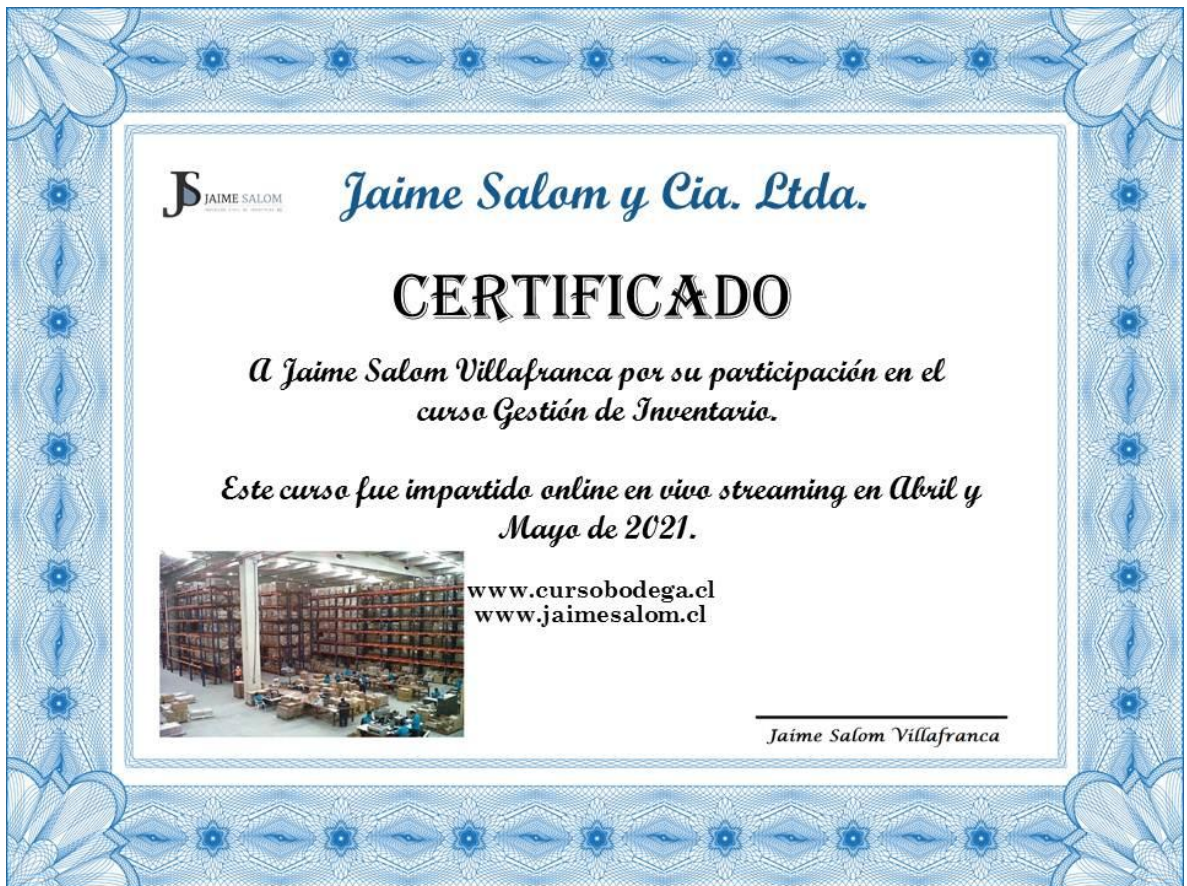 JS JAIME SALOM
Jaime Salom y Cia. Ltda.
CERTIFICADO
A Jaime Salom Villafranca por su participación en el
curso Gestión de Inventario.
Este curso fue impartido online en vivo streaming en Abril y
Mayo de 2021.
www.cursobodega.cl
www.jaimesalom.cl
Jaime Salom Villafranca